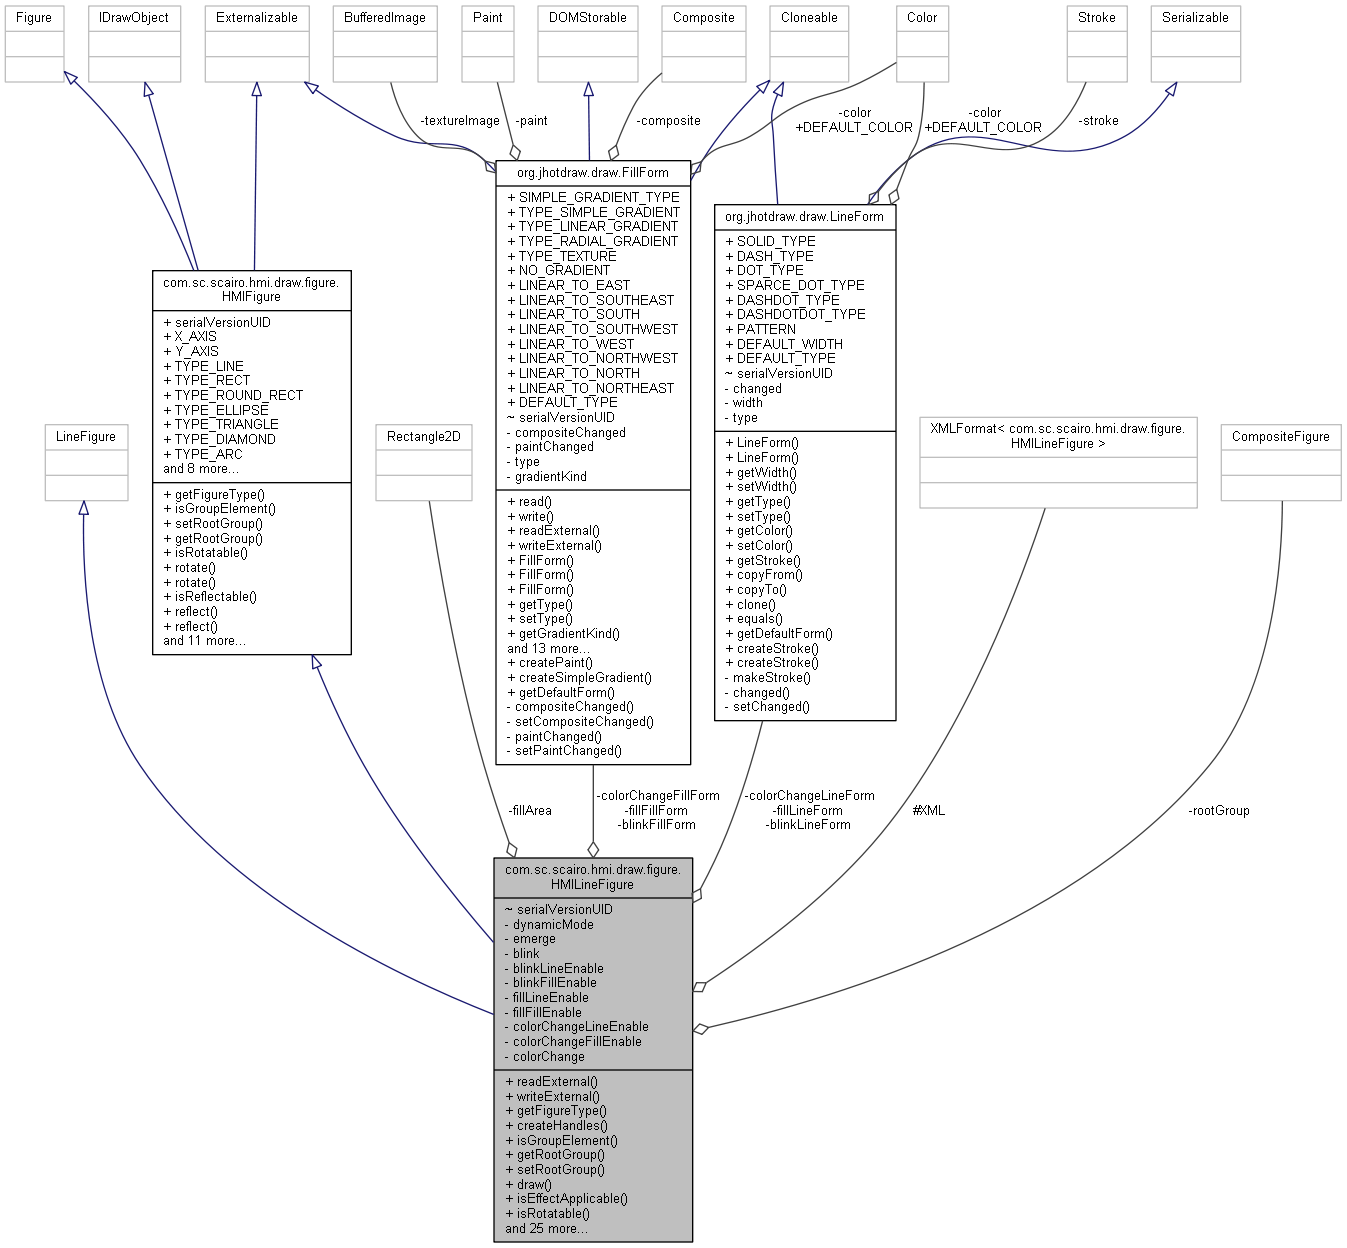 Figure
IDrawObject
Externalizable
BufferedImage
Paint
DOMStorable
Composite
Cloneable
Color
Stroke
Serializable
-textureImage
-paint
-composite
-color
+DEFAULT_COLOR
-color
+DEFAULT_COLOR
-stroke
org.jhotdraw.draw.FillForm
+ SIMPLE_GRADIENT_TYPE
+ TYPE_SIMPLE_GRADIENT
+ TYPE_LINEAR_GRADIENT
+ TYPE_RADIAL_GRADIENT
+ TYPE_TEXTURE
+ NO_GRADIENT
+ LINEAR_TO_EAST
+ LINEAR_TO_SOUTHEAST
+ LINEAR_TO_SOUTH
+ LINEAR_TO_SOUTHWEST
+ LINEAR_TO_WEST
+ LINEAR_TO_NORTHWEST
+ LINEAR_TO_NORTH
+ LINEAR_TO_NORTHEAST
+ DEFAULT_TYPE
~ serialVersionUID
- compositeChanged
- paintChanged
- type
- gradientKind
+ read()
+ write()
+ readExternal()
+ writeExternal()
+ FillForm()
+ FillForm()
+ FillForm()
+ getType()
+ setType()
+ getGradientKind()
and 13 more...
+ createPaint()
+ createSimpleGradient()
+ getDefaultForm()
- compositeChanged()
- setCompositeChanged()
- paintChanged()
- setPaintChanged()
org.jhotdraw.draw.LineForm
+ SOLID_TYPE
+ DASH_TYPE
+ DOT_TYPE
+ SPARCE_DOT_TYPE
+ DASHDOT_TYPE
+ DASHDOTDOT_TYPE
+ PATTERN
+ DEFAULT_WIDTH
+ DEFAULT_TYPE
~ serialVersionUID
- changed
- width
- type
+ LineForm()
+ LineForm()
+ getWidth()
+ setWidth()
+ getType()
+ setType()
+ getColor()
+ setColor()
+ getStroke()
+ copyFrom()
+ copyTo()
+ clone()
+ equals()
+ getDefaultForm()
+ createStroke()
+ createStroke()
- makeStroke()
- changed()
- setChanged()
com.sc.scairo.hmi.draw.figure.
HMIFigure
+ serialVersionUID
+ X_AXIS
+ Y_AXIS
+ TYPE_LINE
+ TYPE_RECT
+ TYPE_ROUND_RECT
+ TYPE_ELLIPSE
+ TYPE_TRIANGLE
+ TYPE_DIAMOND
+ TYPE_ARC
and 8 more...
+ getFigureType()
+ isGroupElement()
+ setRootGroup()
+ getRootGroup()
+ isRotatable()
+ rotate()
+ rotate()
+ isReflectable()
+ reflect()
+ reflect()
and 11 more...
LineFigure
Rectangle2D
XMLFormat< com.sc.scairo.hmi.draw.figure.
HMILineFigure >
CompositeFigure
-fillArea
-colorChangeFillForm
-fillFillForm
-blinkFillForm
-colorChangeLineForm
-fillLineForm
-blinkLineForm
#XML
-rootGroup
com.sc.scairo.hmi.draw.figure.
HMILineFigure
~ serialVersionUID
- dynamicMode
- emerge
- blink
- blinkLineEnable
- blinkFillEnable
- fillLineEnable
- fillFillEnable
- colorChangeLineEnable
- colorChangeFillEnable
- colorChange
+ readExternal()
+ writeExternal()
+ getFigureType()
+ createHandles()
+ isGroupElement()
+ getRootGroup()
+ setRootGroup()
+ draw()
+ isEffectApplicable()
+ isRotatable()
and 25 more...